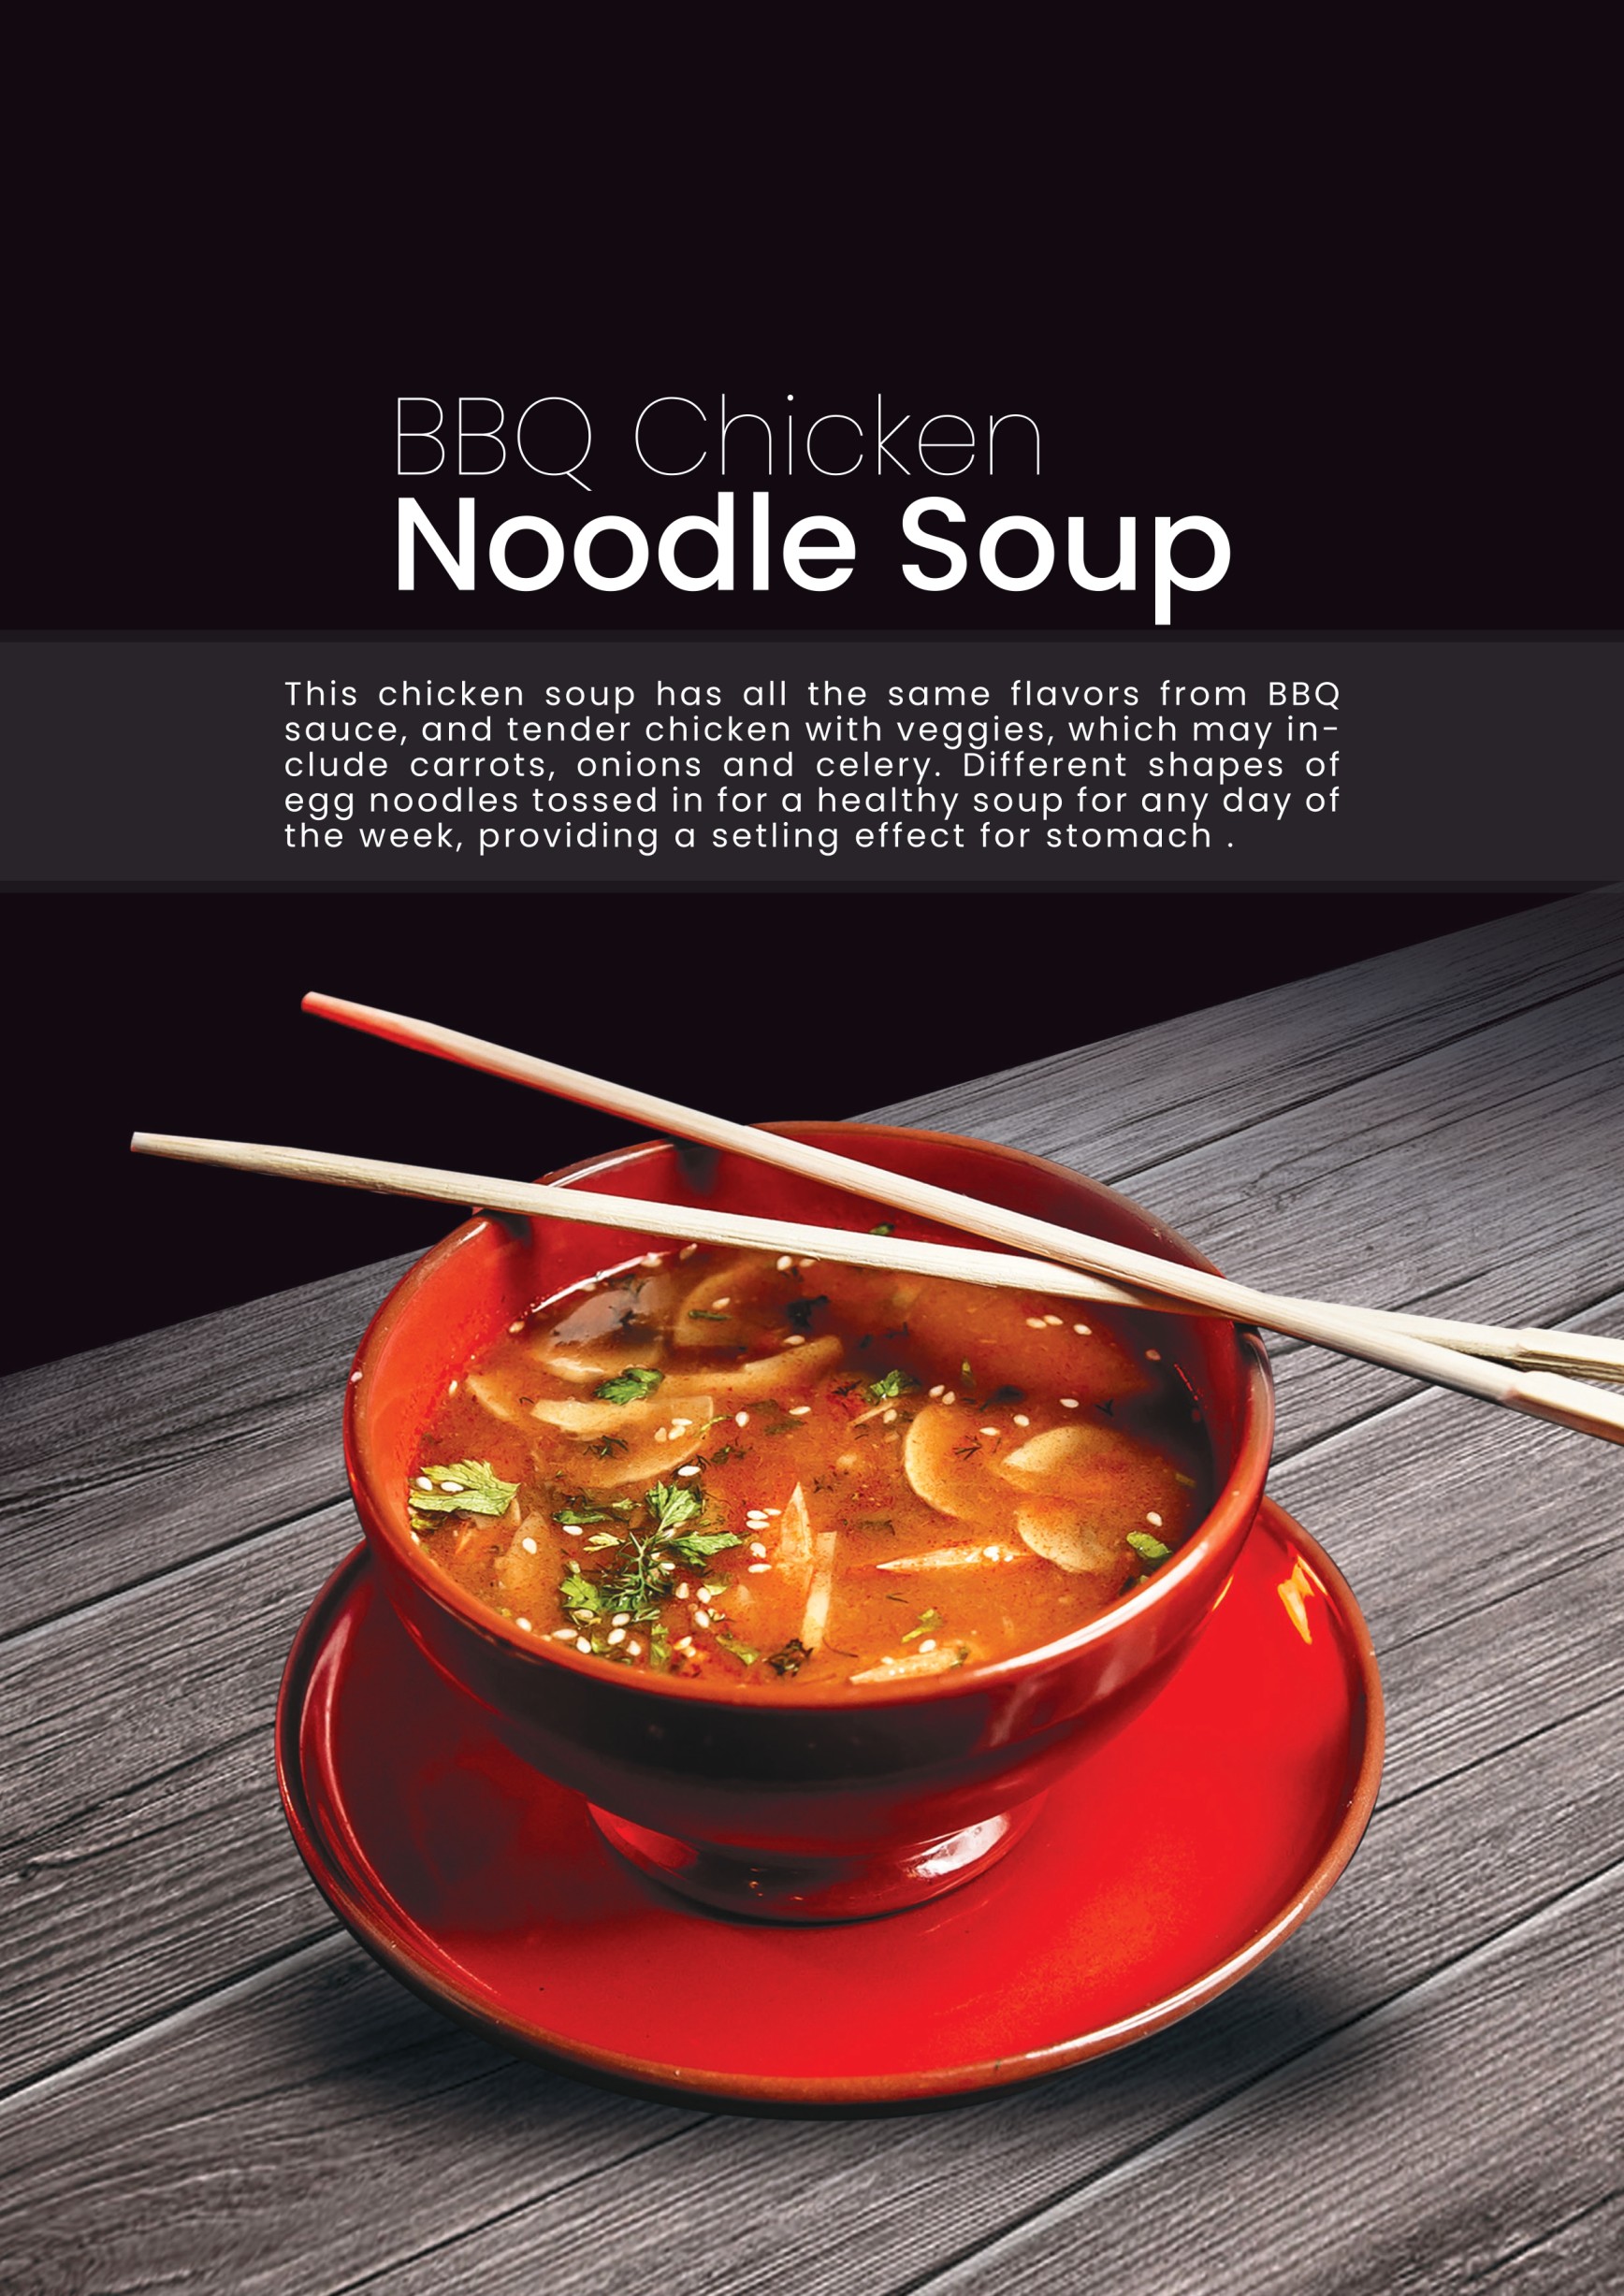 BBQ Chicken
Noodle Soup
This chicken soup has all the same flavors from BBQ
sauce, and tender chicken with veggies, which may in-
clude carrots, onions and celery. Different shapes of
egg noodles tossed in for a healthy soup for any day of
the week, providing a setling effect for stomach .